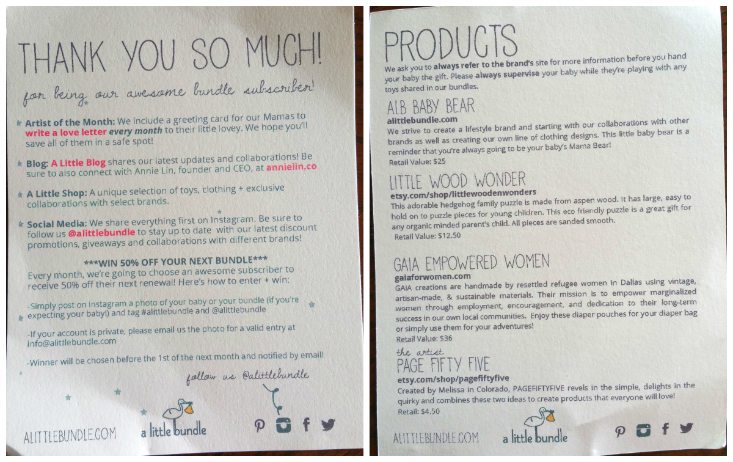 THANK YOU SO MUCH!
for being our awesome bundle subscriber!
Artist of the Month: We include a greeting card for our Mamas to
write a love letter every month to their little lovey. We hope you'll
save all of them in a safe spot!
Blog: A Little Blog shares our latest updates and collaborations! Be
sure to also connect with Annie Lin, founder and CEO, at annielin.co
A Little Shop: A unique selection of toys, clothing + exclusive
collaborations with select brands.
Social Media: We share everything first on Instagram. Be sure to
follow us @alittlebundle to stay up to date with our latest discount
promotions, giveaways and collaborations with different brands!
***WIN 50% OFF YOUR NEXT BUNDLE***
Every month, we're going to choose an awesome subscriber to
receive 50% off their next renewal! Here's how to enter + win:
-Simply post on Instagram a photo of your baby or your bundle (if you're
expecting your baby!) and tag #alittlebundle and @alittlebundle
-If your account is private, please email us the photo for a valid entry at
info@alittlebundle.com
-Winner will be chosen before the 1st of the next month and notified by email!
follow us @alittlebundle
ALITTLEBUNDLE.COM
a little bundle
PRODUCTS
We ask you to always refer to the brand's site for more information before you hand
your baby the gift. Please always supervise your baby while they're playing with any
toys shared in our bundles.
ALB BABY BEAR
alittlebundle.com
We strive to create a lifestyle brand and starting with our collaborations with other
brands as well as creating our own line of clothing designs. This little baby bear is a
reminder that you're always going to be your baby's Mama Bear!
Retail Value: $25
LITTLE WOOD WONDER
etsy.com/shop/littlewoodenwonders
This adorable hedgehog family puzzle is made from aspen wood. It has large, easy to
hold on to puzzle pieces for young children. This eco friendly puzzle is a great gift for
any organic minded parent's child. All pieces are sanded smooth.
Retail Value: $12.50
GAIA EMPOWERED WOMEN
gaiaforwomen.com
GAIA creations are handmade by resettled refugee women in Dallas using vintage,
artisan-made, & sustainable materials. Their mission is to empower marginalized
women through employment, encouragement, and dedication to their long-term
success in our own local communities. Enjoy these diaper pouches for your diaper bag
or simply use them for your adventures!
Retail Value: $36
the artist
PAGE FIFTY FIVE
etsy.com/shop/pagefiftyfive
Created by Melissa in Colorado, PAGEFIFTYFIVE revels in the simple, delights in the
quirky and combines these two ideas to create products that everyone will love!
Retail: $4.50
ALITTLEBUNDLE.COM
a little bundle